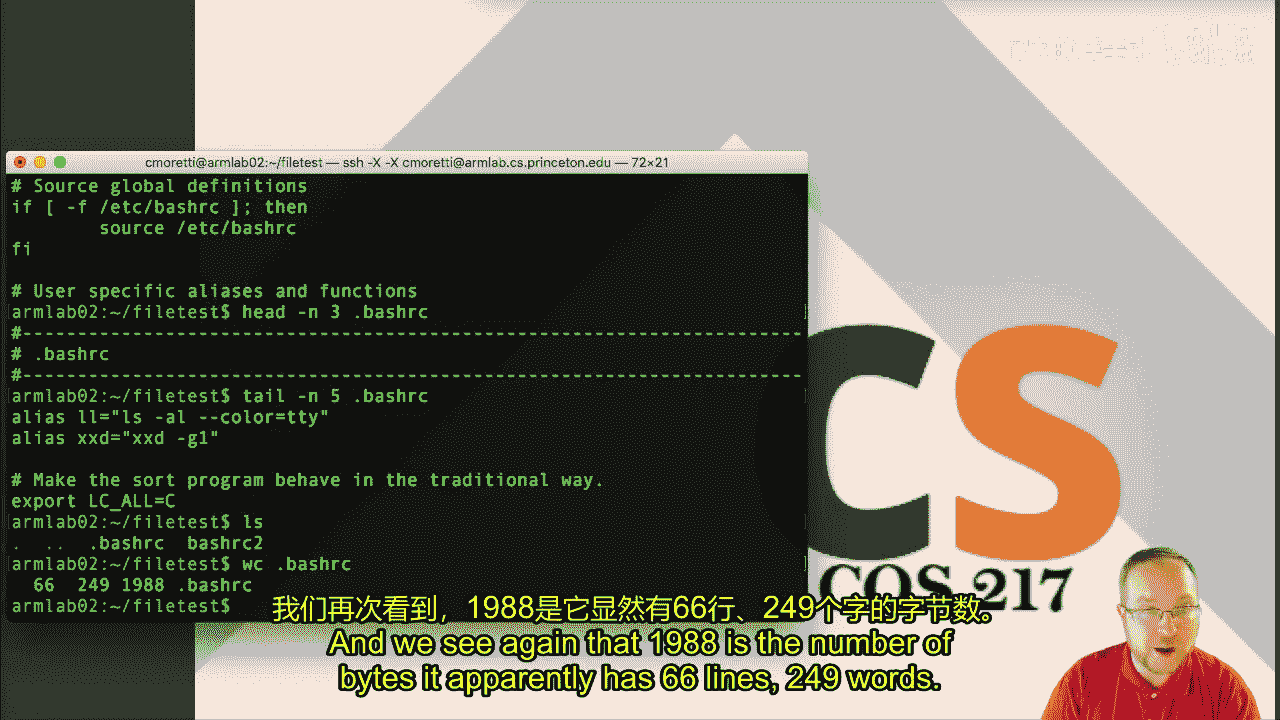 cmoretti@armlab02:~/filetest — ssh -X -X cmoretti@armlab.cs.princeton.edu — 72×21
# Source global definitions
if [ -f /etc/bashrc ]; then
        source /etc/bashrc
fi
# User specific aliases and functions
armlab02:~/filetest$ head -n 3 .bashrc
#------------------------------------------------------------------------
# .bashrc
#------------------------------------------------------------------------
armlab02:~/filetest$ tail -n 5 .bashrc
alias ll="ls -al --color=tty"
alias xxd="xxd -g1"
# Make the sort program behave in the traditional way.
export LC_ALL=C
armlab02:~/filetest$ ls
.  ..  .bashrc  bashrc2
armlab02:~/filetest$ wc .bashrc
  66  249 1988 .bashrc
armlab02:~/filetest$
CS
COS 217
我们再次看到，1988是它显然有66行、249个字的字节数。
And we see again that 1988 is the number of
bytes it apparently has 66 lines, 249 words.